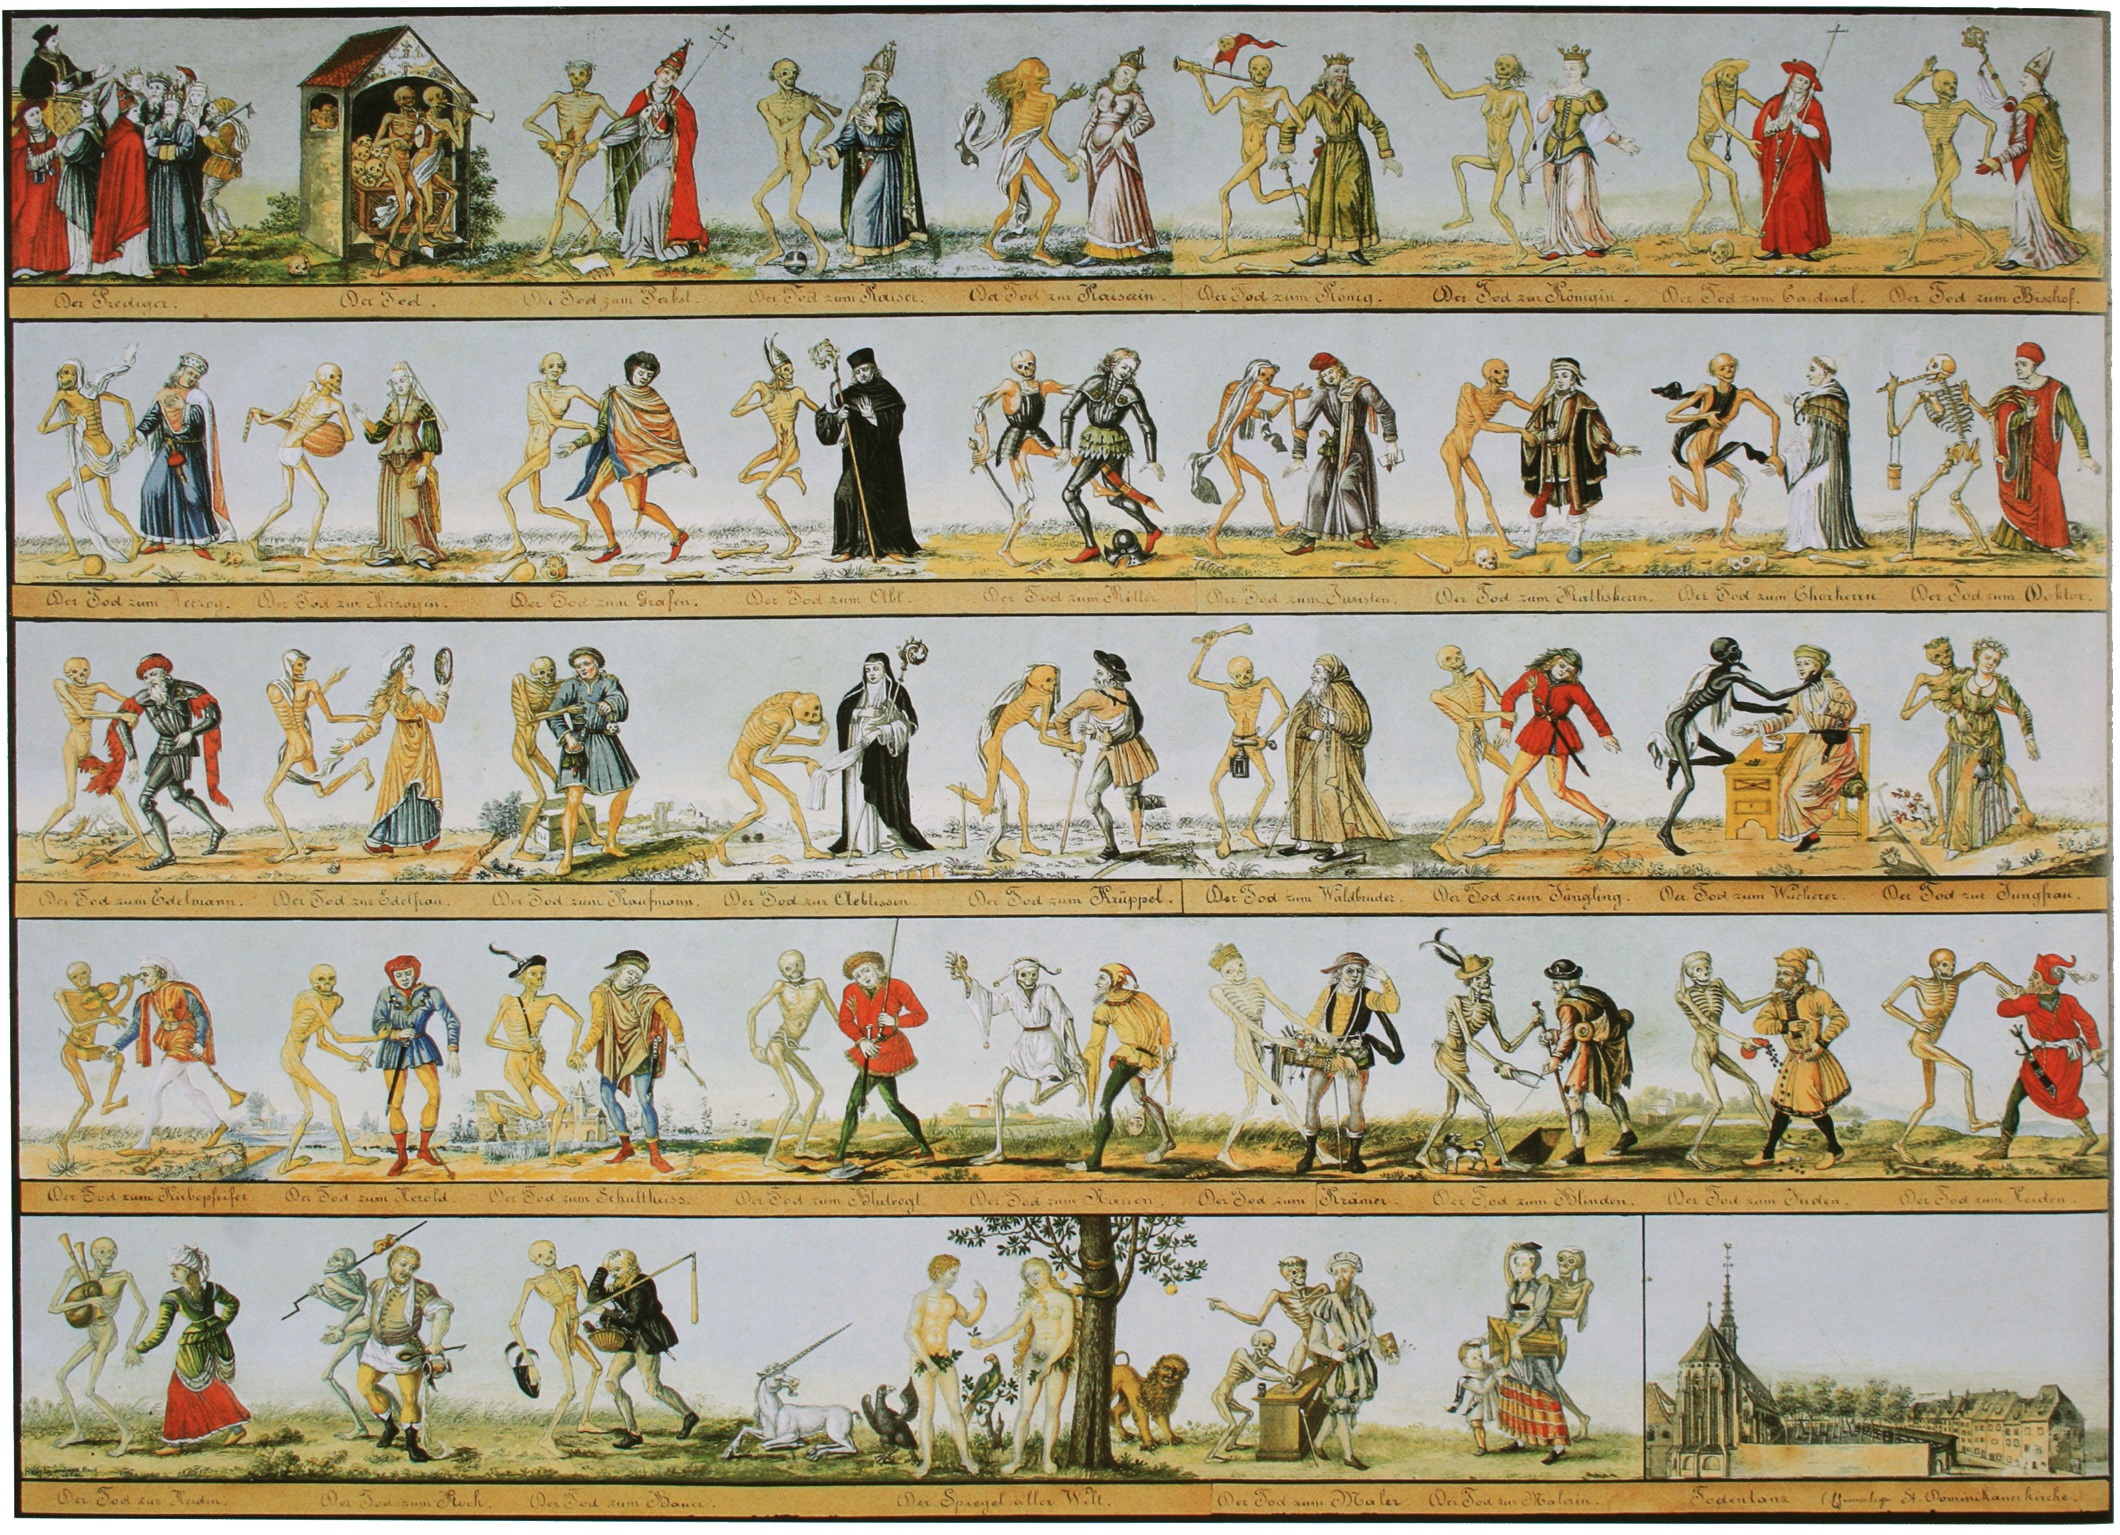 Der Prediger. Der Tod. Der Tod zum Pabst. Der Tod zum Kaiser. Der Tod zur Kaiserin. Der Tod zum König. Der Tod zur Königin. Der Tod zum Cardinal. Der Tod zum Bischof.
Der Tod zum Herzog. Der Tod zur Herzogin. Der Tod zum Grafen. Der Tod zum Abt. Der Tod zum Ritter Der Tod zum Juristen. Der Tod zum Rathsherrn. Der Tod zum Chorherrn Der Tod zum Doktor.
Der Tod zum Edelmann. Der Tod zur Edelfrau. Der Tod zum Kaufmann. Der Tod zur Aebtissin. Der Tod zum Krüppel. Der Tod zum Waldbruder. Der Tod zum Jüngling. Der Tod zum Wucherer. Der Tod zur Jungfrau.
Der Tod zum Kirbepfeifer. Der Tod zum Herold. Der Tod zum Schultheiss. Der Tod zum Blutvogt. Der Tod zum Narren. Der Tod zum Krämer. Der Tod zum Blinden. Der Tod zum Juden. Der Tod zum Heiden.
Der Tod zur Heidin. Der Tod zum Koch. Der Tod zum Bauer. Der Spiegel aller Welt. Der Tod zum Maler Der Tod zur Malerin. Todentanz St. Dominikanerkirche.